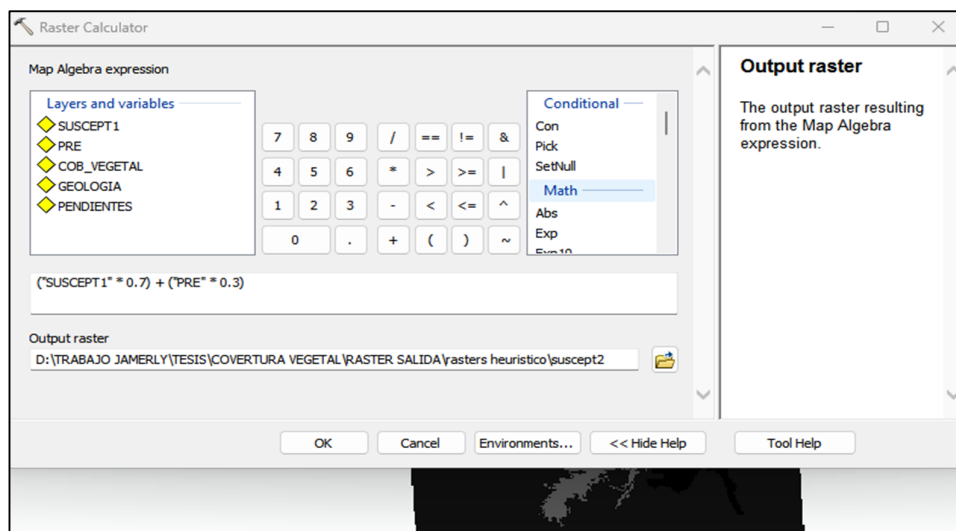 Raster Calculator
Map Algebra expression
Layers and variables
SUSCEPT1
PRE
COB_VEGETAL
GEOLOGIA
PENDIENTES
7 8 9 / == != &
4 5 6 * > >= |
1 2 3 - < <= ^
0 . + ( ) ~
Conditional
Con
Pick
SetNull
Math
Abs
Exp
Exp10
("SUSCEPT1" * 0.7) + ("PRE" * 0.3)
Output raster
D:\TRABAJO JAMERLY\TESIS\COVERTURA VEGETAL\RASTER SALIDA\rasters heuristico\suscept2
OK Cancel Environments... << Hide Help Tool Help
Output raster
The output raster resulting
from the Map Algebra
expression.